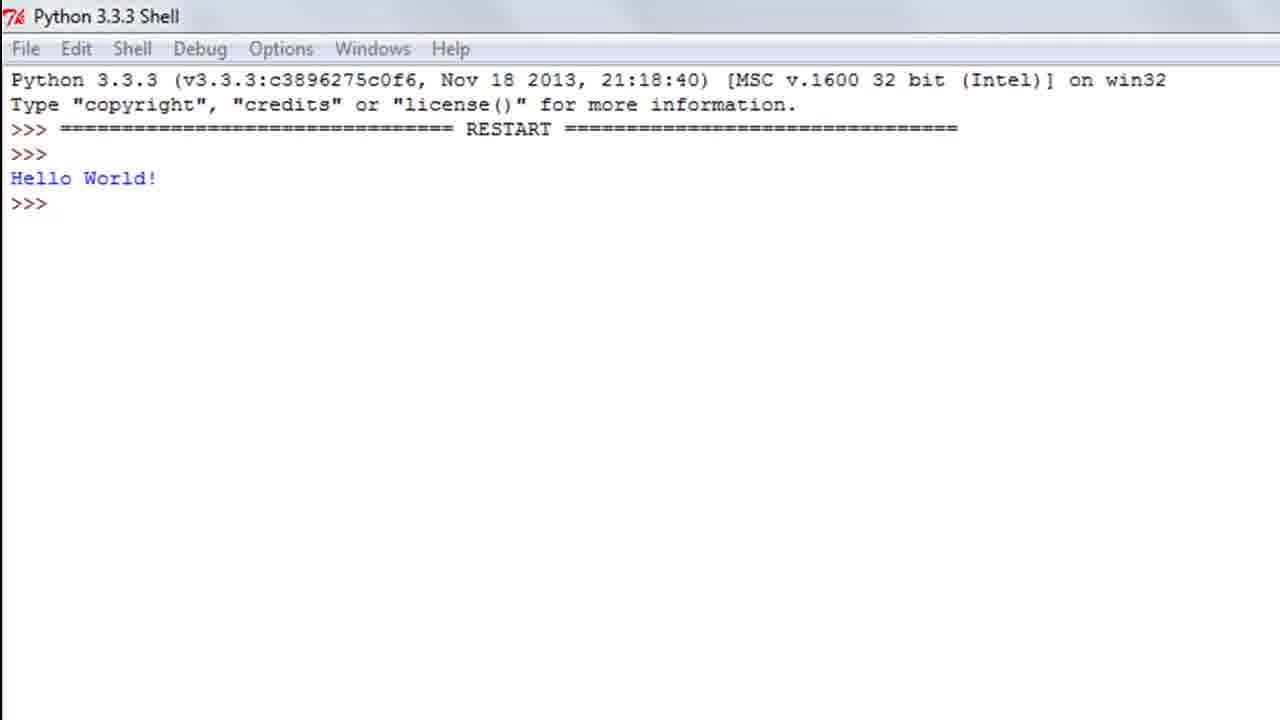 Python 3.3.3 Shell
File Edit Shell Debug Options Windows Help
Python 3.3.3 (v3.3.3:c3896275c0f6, Nov 18 2013, 21:18:40) [MSC v.1600 32 bit (Intel)] on win32
Type "copyright", "credits" or "license()" for more information.
>>> ================================ RESTART ================================
>>>
Hello World!
>>>